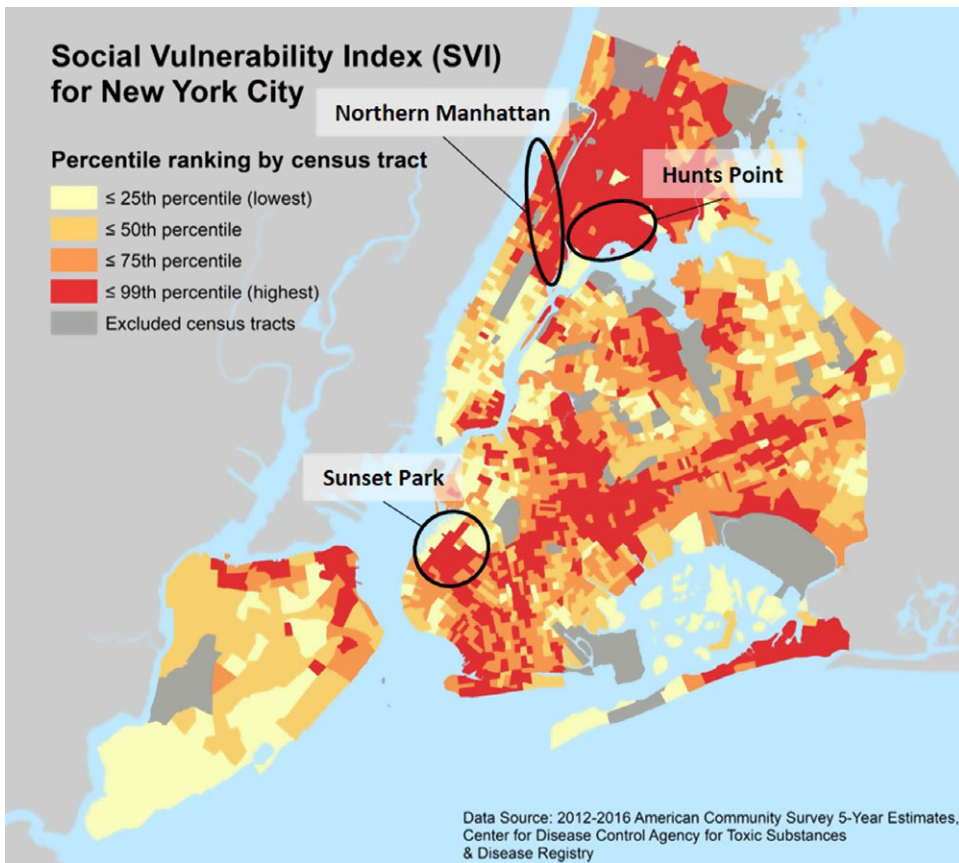 Social Vulnerability Index (SVI)
for New York City
Northern Manhattan
Percentile ranking by census tract
Hunts Point
≤ 25th percentile (lowest)
≤ 50th percentile
≤ 75th percentile
≤ 99th percentile (highest)
Excluded census tracts
Sunset Park
Data Source: 2012-2016 American Community Survey 5-Year Estimates,
Center for Disease Control Agency for Toxic Substances
& Disease Registry